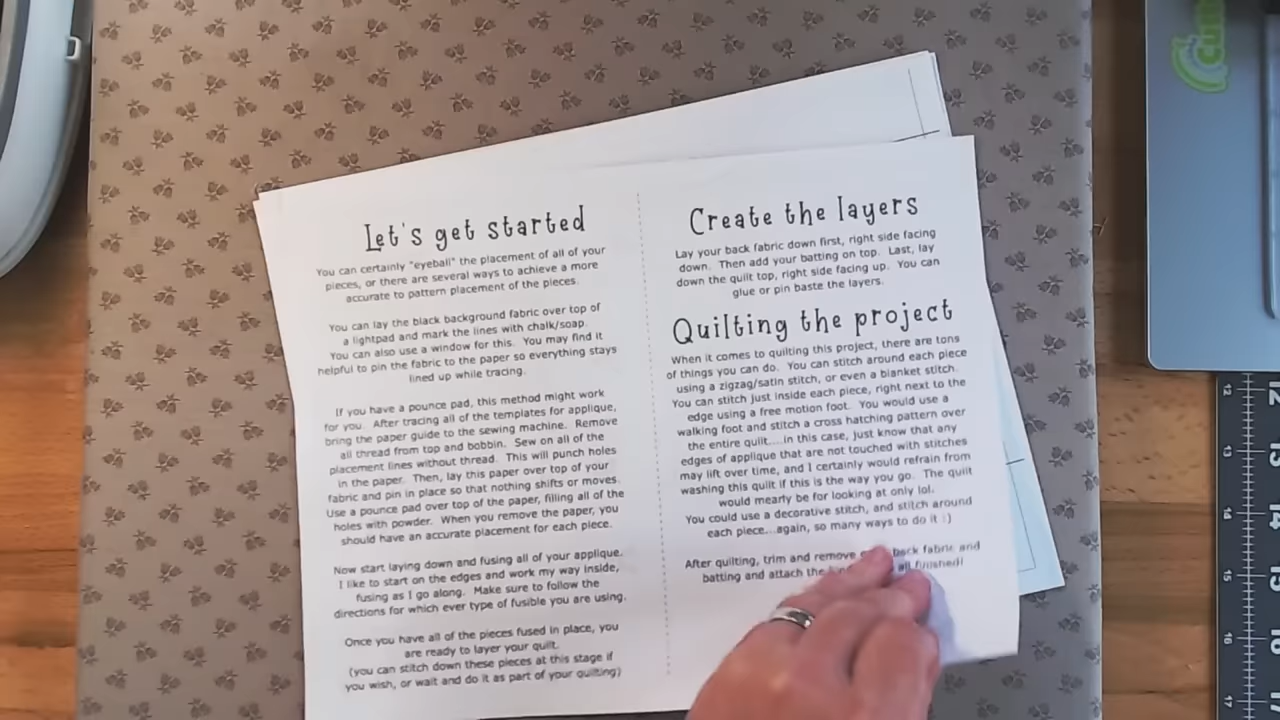 Let's get started
You can certainly "eyeball" the placement of all of your
pieces, or there are several ways to achieve a more
accurate to pattern placement of the pieces.
You can lay the black background fabric over top of
a lightpad and mark the lines with chalk/soap.
You can also use a window for this. You may find it
helpful to pin the fabric to the paper so everything stays
lined up while tracing.
If you have a pounce pad, this method might work
for you. After tracing all of the templates for applique,
bring the paper guide to the sewing machine. Remove
all thread from top and bobbin. Sew on all of the
placement lines without thread. This will punch holes
in the paper. Then, lay this paper over top of your
fabric and pin in place so that nothing shifts or moves.
Use a pounce pad over top of the paper, filling all of the
holes with powder. When you remove the paper, you
should have an accurate placement for each piece.
Now start laying down and fusing all of your applique.
I like to start on the edges and work my way inside,
fusing as I go along. Make sure to follow the
directions for which ever type of fusible you are using.
Once you have all of the pieces fused in place, you
are ready to layer your quilt.
(you can stitch down these pieces at this stage if
you wish, or wait and do it as part of your quilting)
Create the layers
Lay your back fabric down first, right side facing
down. Then add your batting on top. Last, lay
down the quilt top, right side facing up. You can
glue or pin baste the layers.
Quilting the project
When it comes to quilting this project, there are tons
of things you can do. You can stitch around each piece
using a zigzag/satin stitch, or even a blanket stitch.
You can stitch just inside each piece, right next to the
edge using a free motion foot. You would use a
walking foot and stitch a cross hatching pattern over
the entire quilt....in this case, just know that any
edges of applique that are not touched with stitches
may lift over time, and I certainly would refrain from
washing this quilt if this is the way you go. The quilt
would mearly be for looking at only lol.
You could use a decorative stitch, and stitch around
each piece...again, so many ways to do it :)
After quilting, trim and remove back fabric and
batting and attach the all finished!
12
13
14
15
16
17
12
13
14
15
16
17